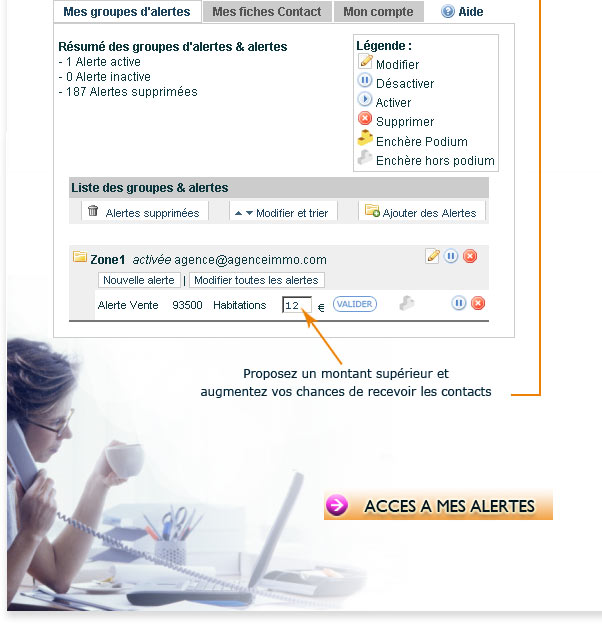 Mes groupes d'alertes
Mes fiches Contact
Mon compte
Aide
Résumé des groupes d'alertes & alertes
- 1 Alerte active
- 0 Alerte inactive
- 187 Alertes supprimées
Légende :
Modifier
Désactiver
Activer
Supprimer
Enchère Podium
Enchère hors podium
Liste des groupes & alertes
Alertes supprimées
Modifier et trier
Ajouter des Alertes
Zone1 activée agence@agenceimmo.com
Nouvelle alerte | Modifier toutes les alertes
Alerte Vente 93500 Habitations 12 € VALIDER
Proposez un montant supérieur et
augmentez vos chances de recevoir les contacts
ACCES A MES ALERTES